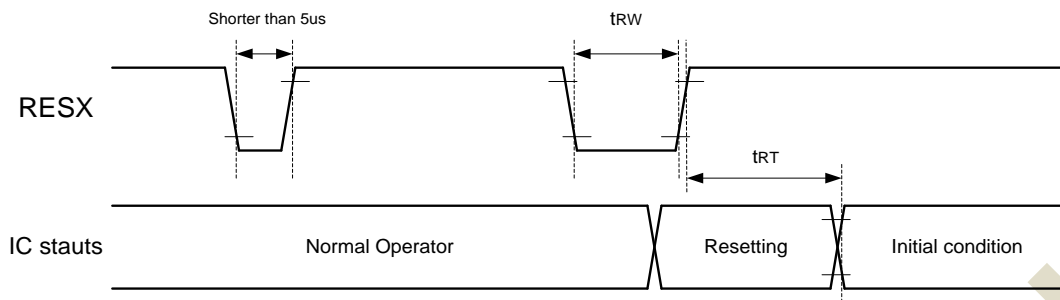 Shorter than 5us
tRW
RESX
tRT
IC stauts
Normal Operator
Resetting
Initial condition